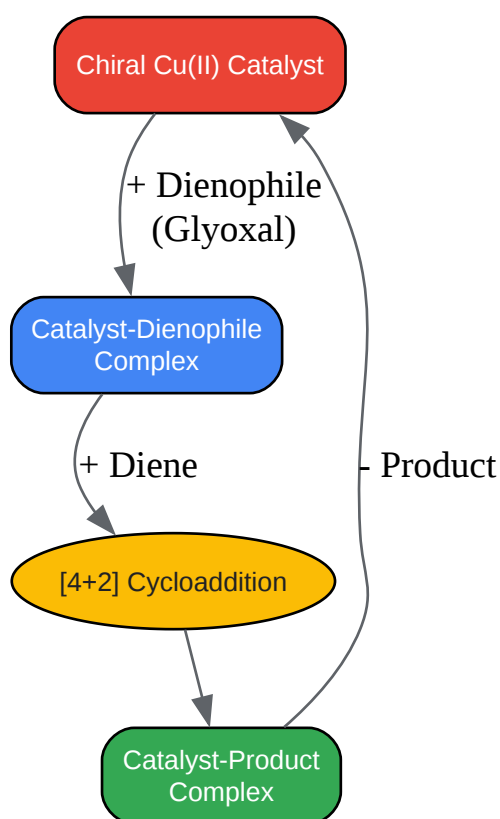 Chiral Cu(II) Catalyst
+ Dienophile
(Glyoxal)
Catalyst-Dienophile
Complex
+ Diene
- Product
[4+2] Cycloaddition
Catalyst-Product
Complex